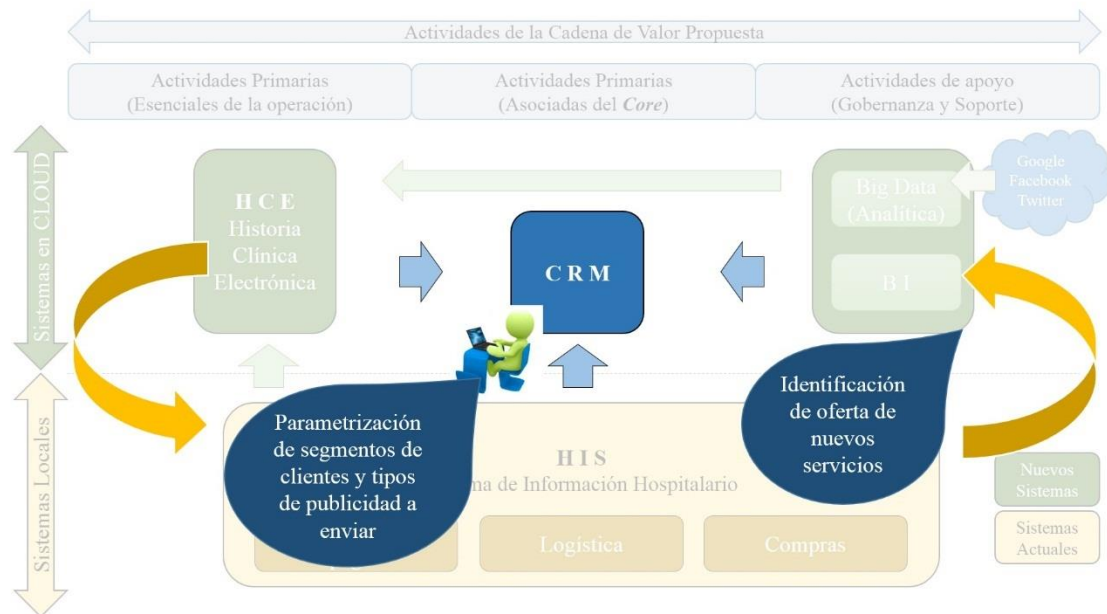 Actividades de la Cadena de Valor Propuesta
Actividades Primarias
(Esenciales de la operación)
Actividades Primarias
(Asociadas del Core)
Actividades de apoyo
(Gobernanza y Soporte)
Sistemas en CLOUD
H C E
Historia
Clínica
Electrónica
C R M
Big Data
(Analítica)
B I
Google
Facebook
Twitter
Sistemas Locales
Parametrización
de segmentos de
clientes y tipos
de publicidad a
enviar
Identificación
de oferta de
nuevos
servicios
H I S
de Información Hospitalario
Logística
Compras
Nuevos
Sistemas
Sistemas
Actuales